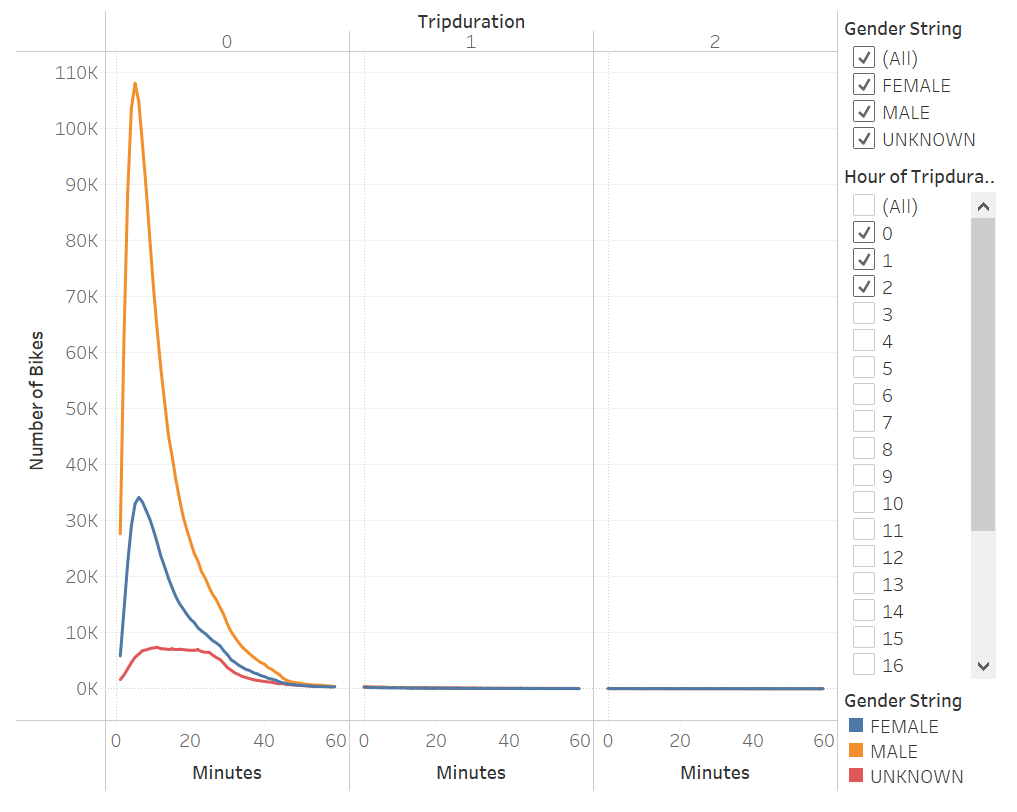 Tripduration
0 1 2
110K
100K
90K
80K
70K
60K
50K
40K
30K
20K
10K
0K
Number of Bikes
0 20 40 60 0 20 40 60 0 20 40 60
Minutes Minutes Minutes
Gender String
(All)
FEMALE
MALE
UNKNOWN
Hour of Tripdura..
(All)
0
1
2
3
4
5
6
7
8
9
10
11
12
13
14
15
16
Gender String
FEMALE
MALE
UNKNOWN